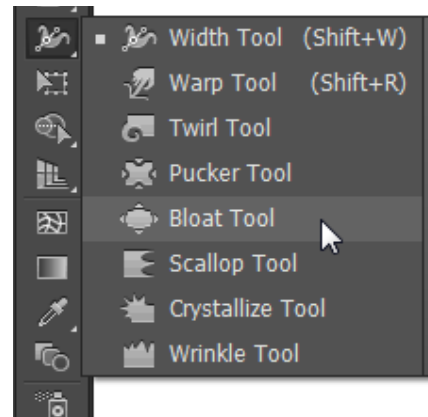 Width Tool (Shift+W)
Warp Tool (Shift+R)
Twirl Tool
Pucker Tool
Bloat Tool
Scallop Tool
Crystallize Tool
Wrinkle Tool